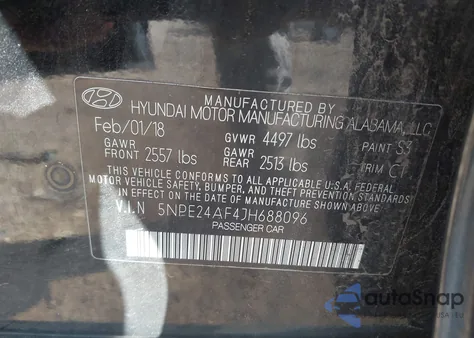 MANUFACTURED BY
HYUNDAI MOTOR MANUFACTURING ALABAMA, LLC
Feb/01/18 GVWR 4497 lbs PAINT S3
GAWR FRONT 2557 lbs GAWR REAR 2513 lbs TRIM CT
THIS VEHICLE CONFORMS TO ALL APPLICABLE U.S.A. FEDERAL
MOTOR VEHICLE SAFETY, BUMPER, AND THEFT PREVENTION STANDARDS
IN EFFECT ON THE DATE OF MANUFACTURE SHOWN ABOVE.
V.I.N 5NPE24AF4JH688096
PASSENGER CAR
autoSnap